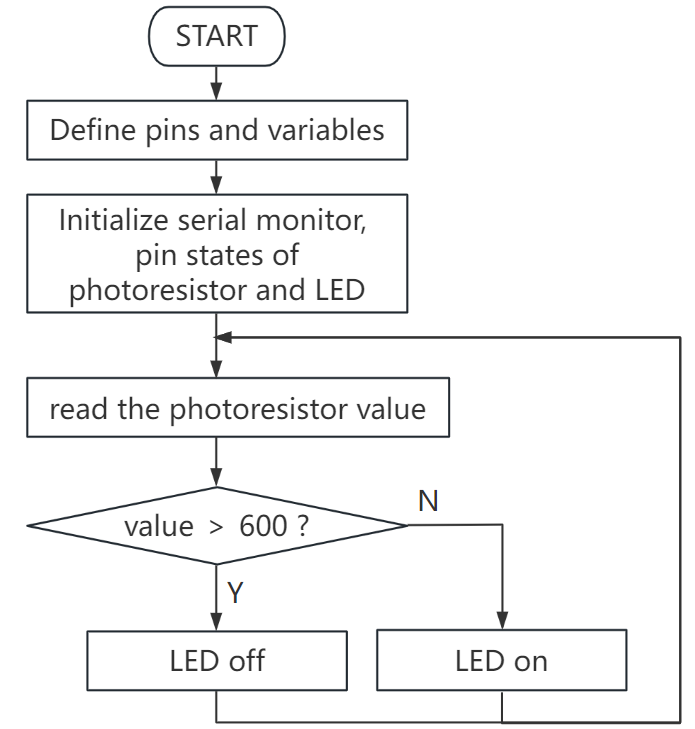 START
Define pins and variables
Initialize serial monitor,
pin states of
photoresistor and LED
read the photoresistor value
value > 600 ?
N
Y
LED off
LED on